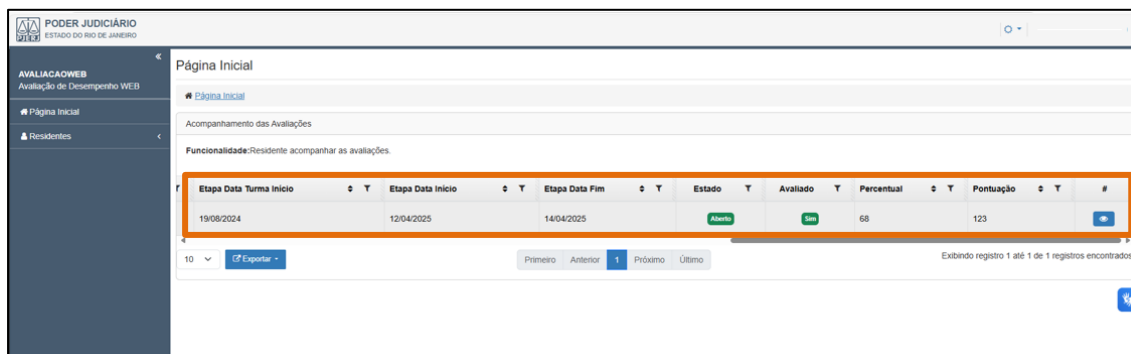 PODER JUDICIÁRIO
ESTADO DO RIO DE JANEIRO
PJERJ
AVALIACAOWEB
Avaliação de Desempenho WEB
Página Inicial
Residentes
Página Inicial
Página Inicial
Acompanhamento das Avaliações
Funcionalidade:Residente acompanhar as avaliações.
Etapa Data Turma Início Etapa Data Início Etapa Data Fim Estado Avaliado Percentual Pontuação #
19/08/2024 12/04/2025 14/04/2025 Aberto Sim 68 123
10 Exportar Primeiro Anterior 1 Próximo Último Exibindo registro 1 até 1 de 1 registros encontrados